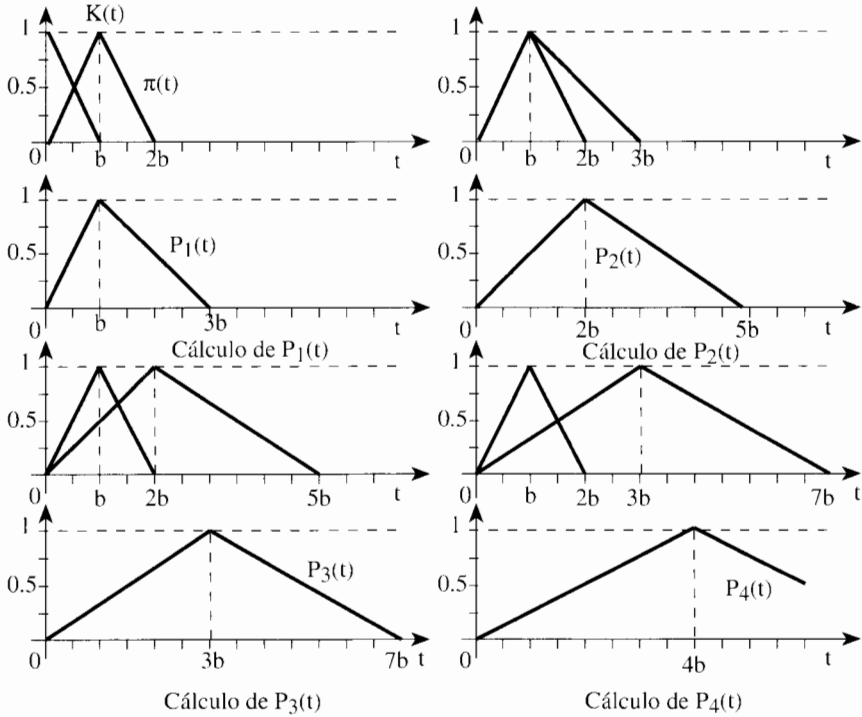 K(t)
1
0.5
π(t)
0 b 2b t
1
0.5
0 b 2b 3b t
1
0.5
P1(t)
0 b 3b t
Cálculo de P1(t)
1
0.5
P2(t)
0 2b 5b t
Cálculo de P2(t)
1
0.5
0 b 2b 5b t
1
0.5
0 b 2b 3b 7b t
1
0.5
P3(t)
0 3b 7b t
Cálculo de P3(t)
1
0.5
P4(t)
0 4b t
Cálculo de P4(t)